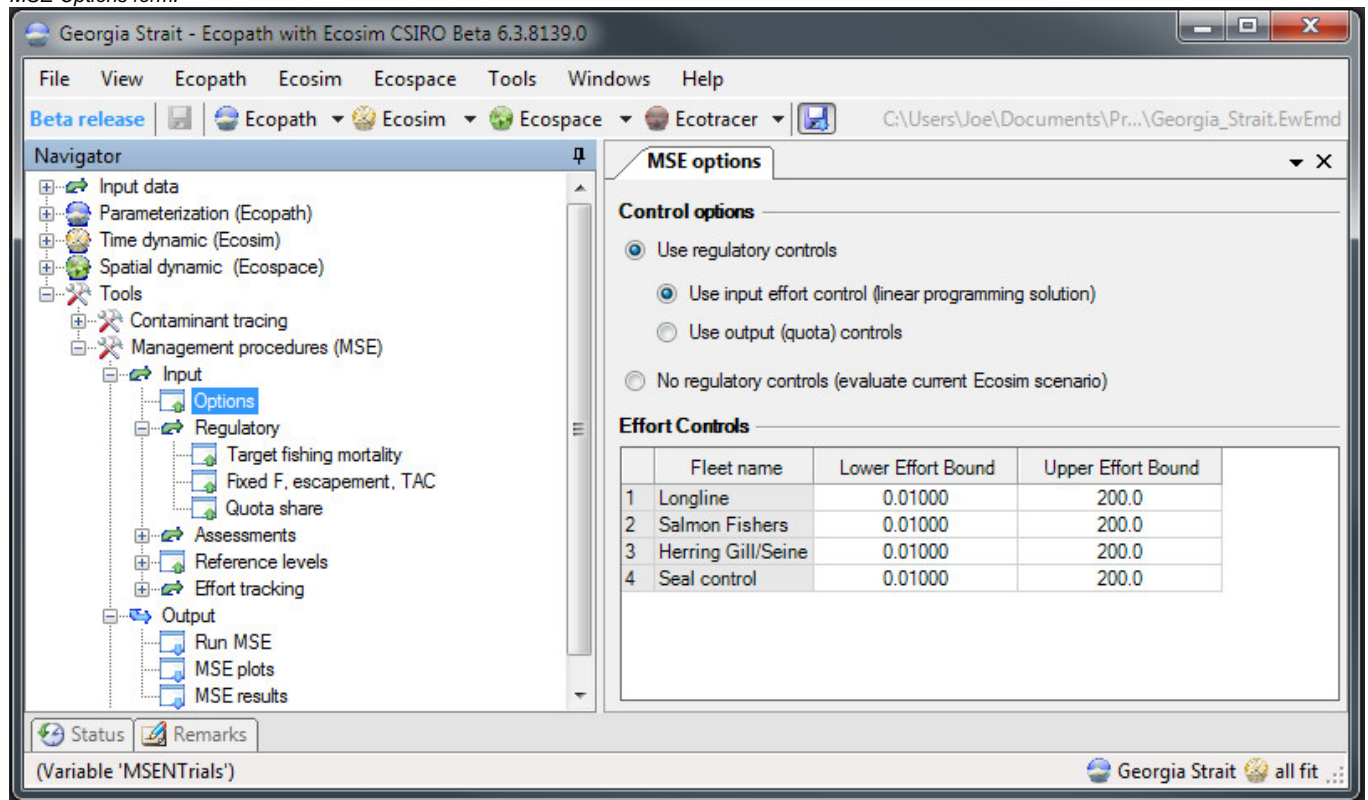 MSE Options form.
Georgia Strait - Ecopath with Ecosim CSIRO Beta 6.3.8139.0
File View Ecopath Ecosim Ecospace Tools Windows Help
Beta release Ecopath Ecosim Ecospace Ecotracer C:\Users\Joe\Documents\Pr...\Georgia_Strait.EwEmd
Navigator
Input data
Parameterization (Ecopath)
Time dynamic (Ecosim)
Spatial dynamic (Ecospace)
Tools
Contaminant tracing
Management procedures (MSE)
Input
Options
Regulatory
Target fishing mortality
Fixed F, escapement, TAC
Quota share
Assessments
Reference levels
Effort tracking
Output
Run MSE
MSE plots
MSE results
MSE options
Control options
Use regulatory controls
Use input effort control (linear programming solution)
Use output (quota) controls
No regulatory controls (evaluate current Ecosim scenario)
Effort Controls
Fleet name Lower Effort Bound Upper Effort Bound
1 Longline 0.01000 200.0
2 Salmon Fishers 0.01000 200.0
3 Herring Gill/Seine 0.01000 200.0
4 Seal control 0.01000 200.0
Status Remarks
(Variable 'MSENTrials') Georgia Strait all fit